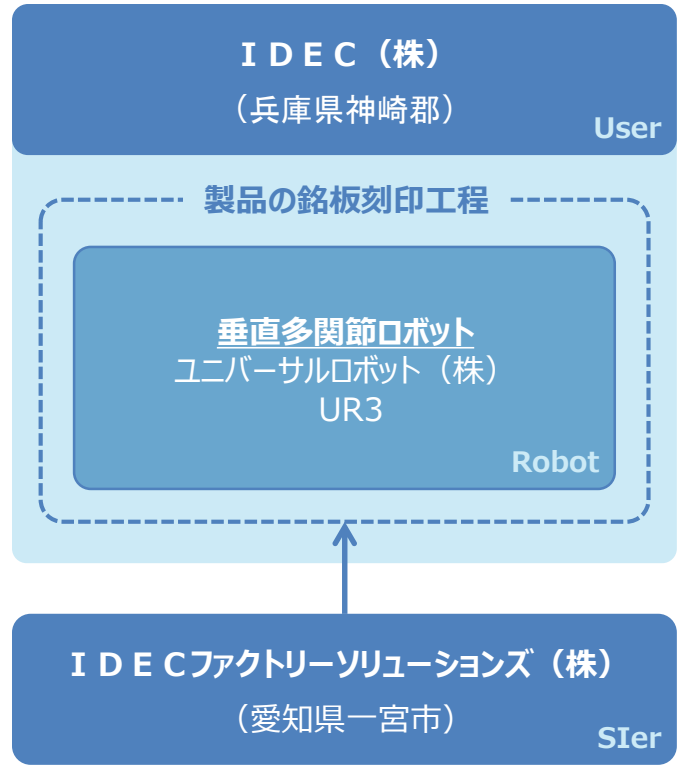 ＩＤＥＣ（株）
（兵庫県神崎郡）
User
製品の銘板刻印工程
垂直多関節ロボット
ユニバーサルロボット（株）
UR3
Robot
ＩＤＥＣファクトリーソリューションズ（株）
（愛知県一宮市）
SIer